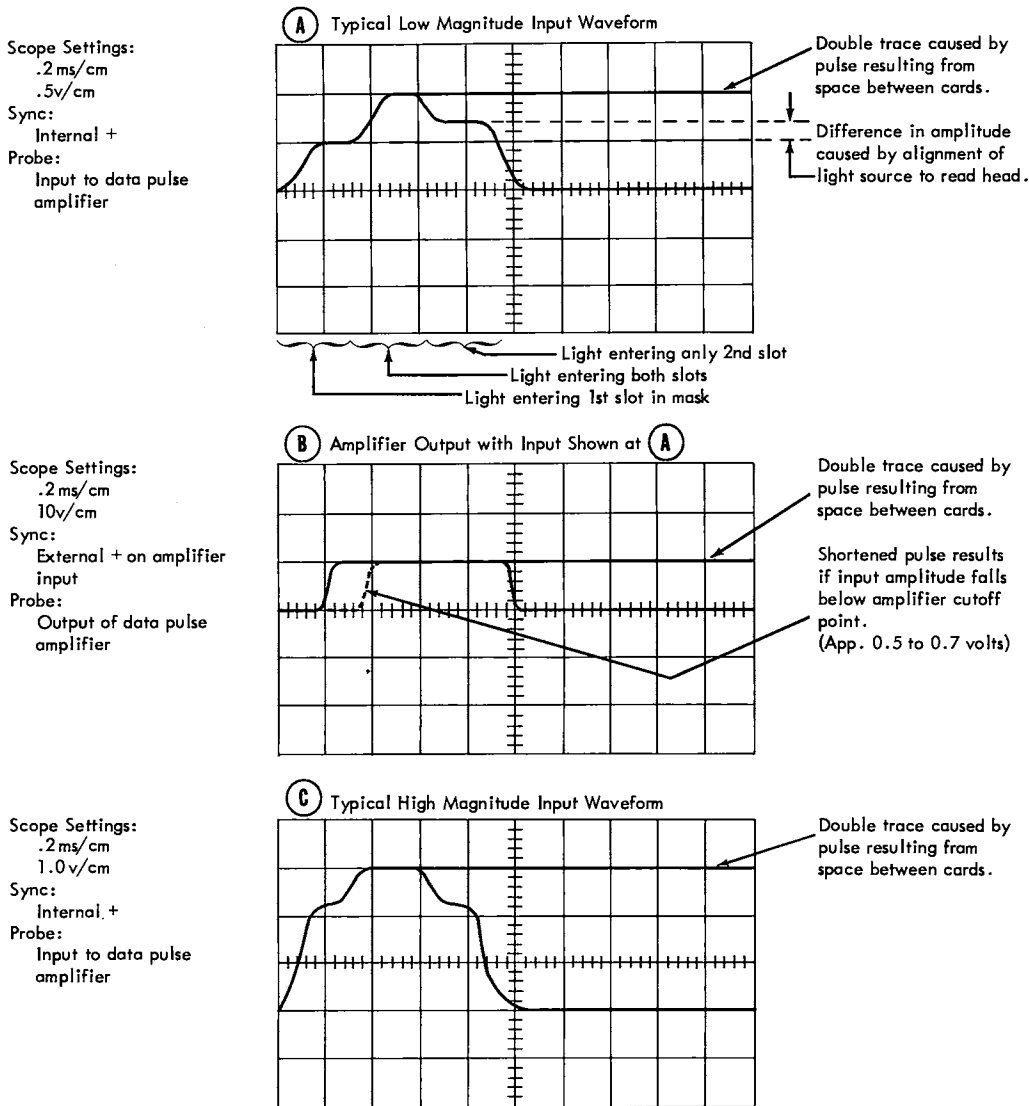 A Typical Low Magnitude Input Waveform
Scope Settings:
.2 ms/cm
.5v/cm
Sync:
Internal +
Probe:
Input to data pulse
amplifier
Double trace caused by
pulse resulting from
space between cards.
Difference in amplitude
caused by alignment of
light source to read head.
Light entering only 2nd slot
Light entering both slots
Light entering 1st slot in mask
B Amplifier Output with Input Shown at A
Scope Settings:
.2 ms/cm
10v/cm
Sync:
External + on amplifier
input
Probe:
Output of data pulse
amplifier
Double trace caused by
pulse resulting from
space between cards.
Shortened pulse results
if input amplitude falls
below amplifier cutoff
point.
(App. 0.5 to 0.7 volts)
C Typical High Magnitude Input Waveform
Scope Settings:
.2 ms/cm
1.0 v/cm
Sync:
Internal +
Probe:
Input to data pulse
amplifier
Double trace caused by
pulse resulting from
space between cards.